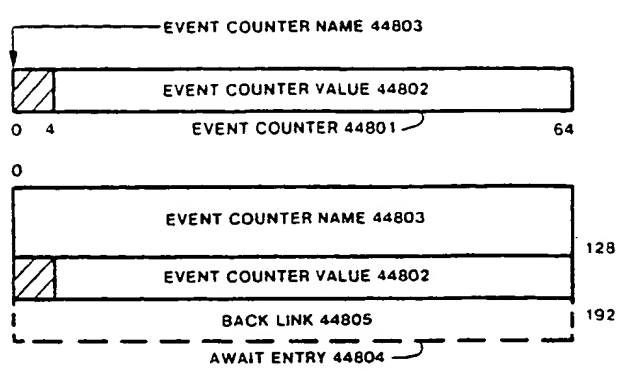 EVENT COUNTER NAME 44803
EVENT COUNTER VALUE 44802
0 4 EVENT COUNTER 44801 64
0
EVENT COUNTER NAME 44803
128
EVENT COUNTER VALUE 44802
BACK LINK 44805 192
AWAIT ENTRY 44804